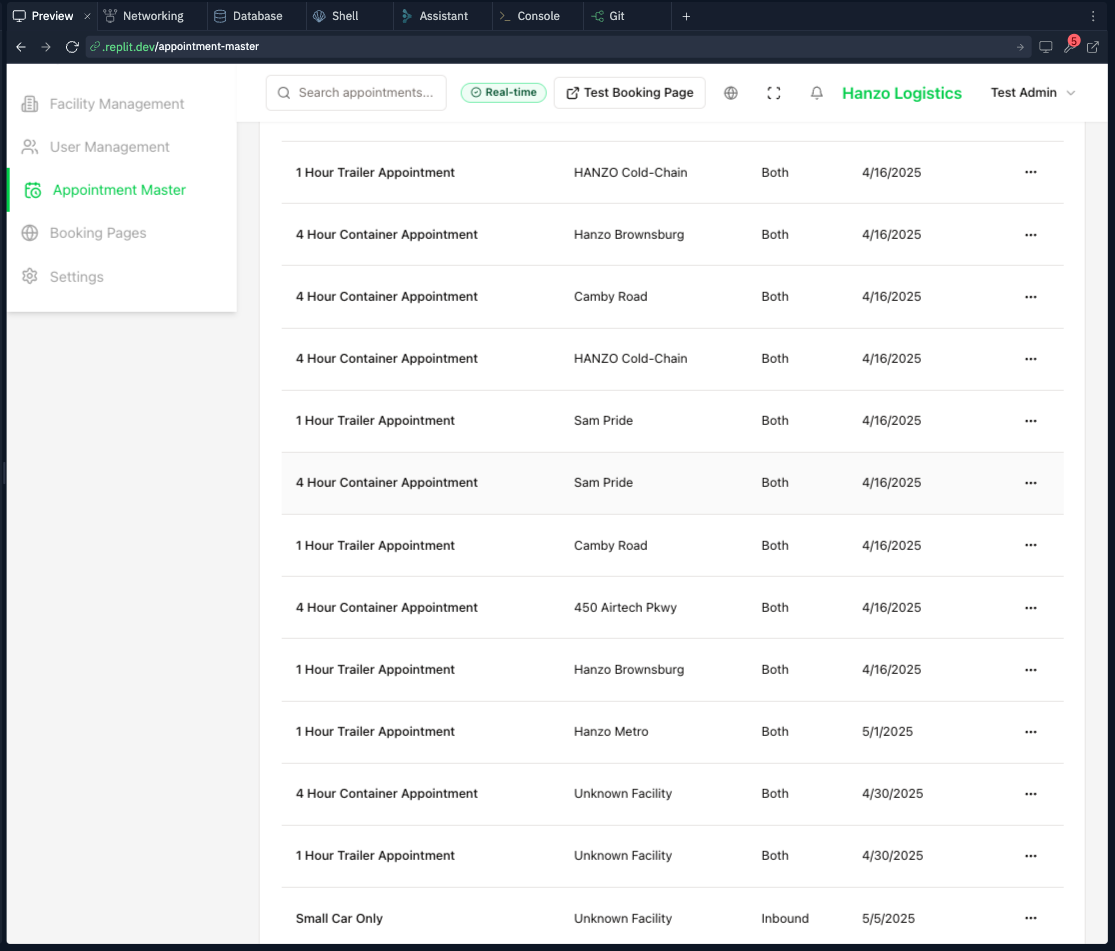 Preview Networking Database Shell Assistant Console Git
.replit.dev/appointment-master 5
Search appointments... Real-time Test Booking Page Hanzo Logistics Test Admin
Facility Management
User Management
Appointment Master
Booking Pages
Settings
1 Hour Trailer Appointment HANZO Cold-Chain Both 4/16/2025
4 Hour Container Appointment Hanzo Brownsburg Both 4/16/2025
4 Hour Container Appointment Camby Road Both 4/16/2025
4 Hour Container Appointment HANZO Cold-Chain Both 4/16/2025
1 Hour Trailer Appointment Sam Pride Both 4/16/2025
4 Hour Container Appointment Sam Pride Both 4/16/2025
1 Hour Trailer Appointment Camby Road Both 4/16/2025
4 Hour Container Appointment 450 Airtech Pkwy Both 4/16/2025
1 Hour Trailer Appointment Hanzo Brownsburg Both 4/16/2025
1 Hour Trailer Appointment Hanzo Metro Both 5/1/2025
4 Hour Container Appointment Unknown Facility Both 4/30/2025
1 Hour Trailer Appointment Unknown Facility Both 4/30/2025
Small Car Only Unknown Facility Inbound 5/5/2025